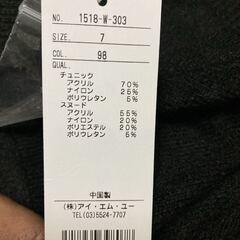 NO. 1518-W-303
SIZE. 7
COL. 98
QUAL.
チュニック
アクリル 70%
ナイロン 25%
ポリウレタン 5%
スヌード
アクリル 55%
ナイロン 20%
ポリエステル 20%
ポリウレタン 5%
中国製
(株)アイ・エム・ユー
TEL(03)5524-7707